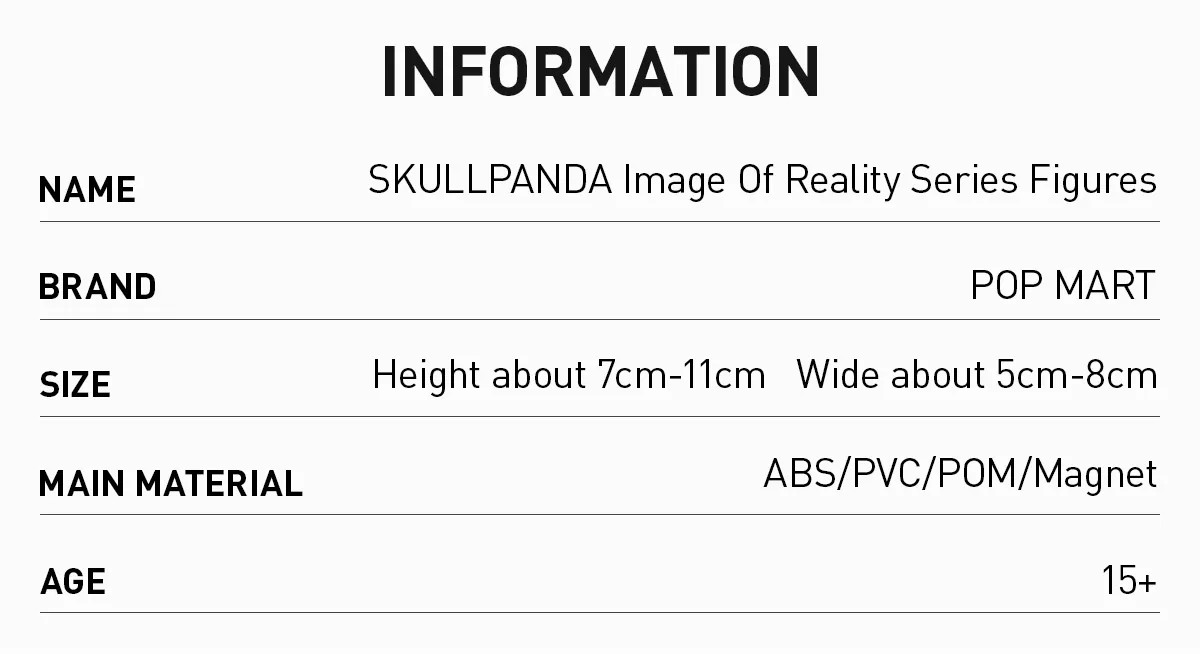 INFORMATION
NAME SKULLPANDA Image Of Reality Series Figures
BRAND POP MART
SIZE Height about 7cm-11cm Wide about 5cm-8cm
MAIN MATERIAL ABS/PVC/POM/Magnet
AGE 15+